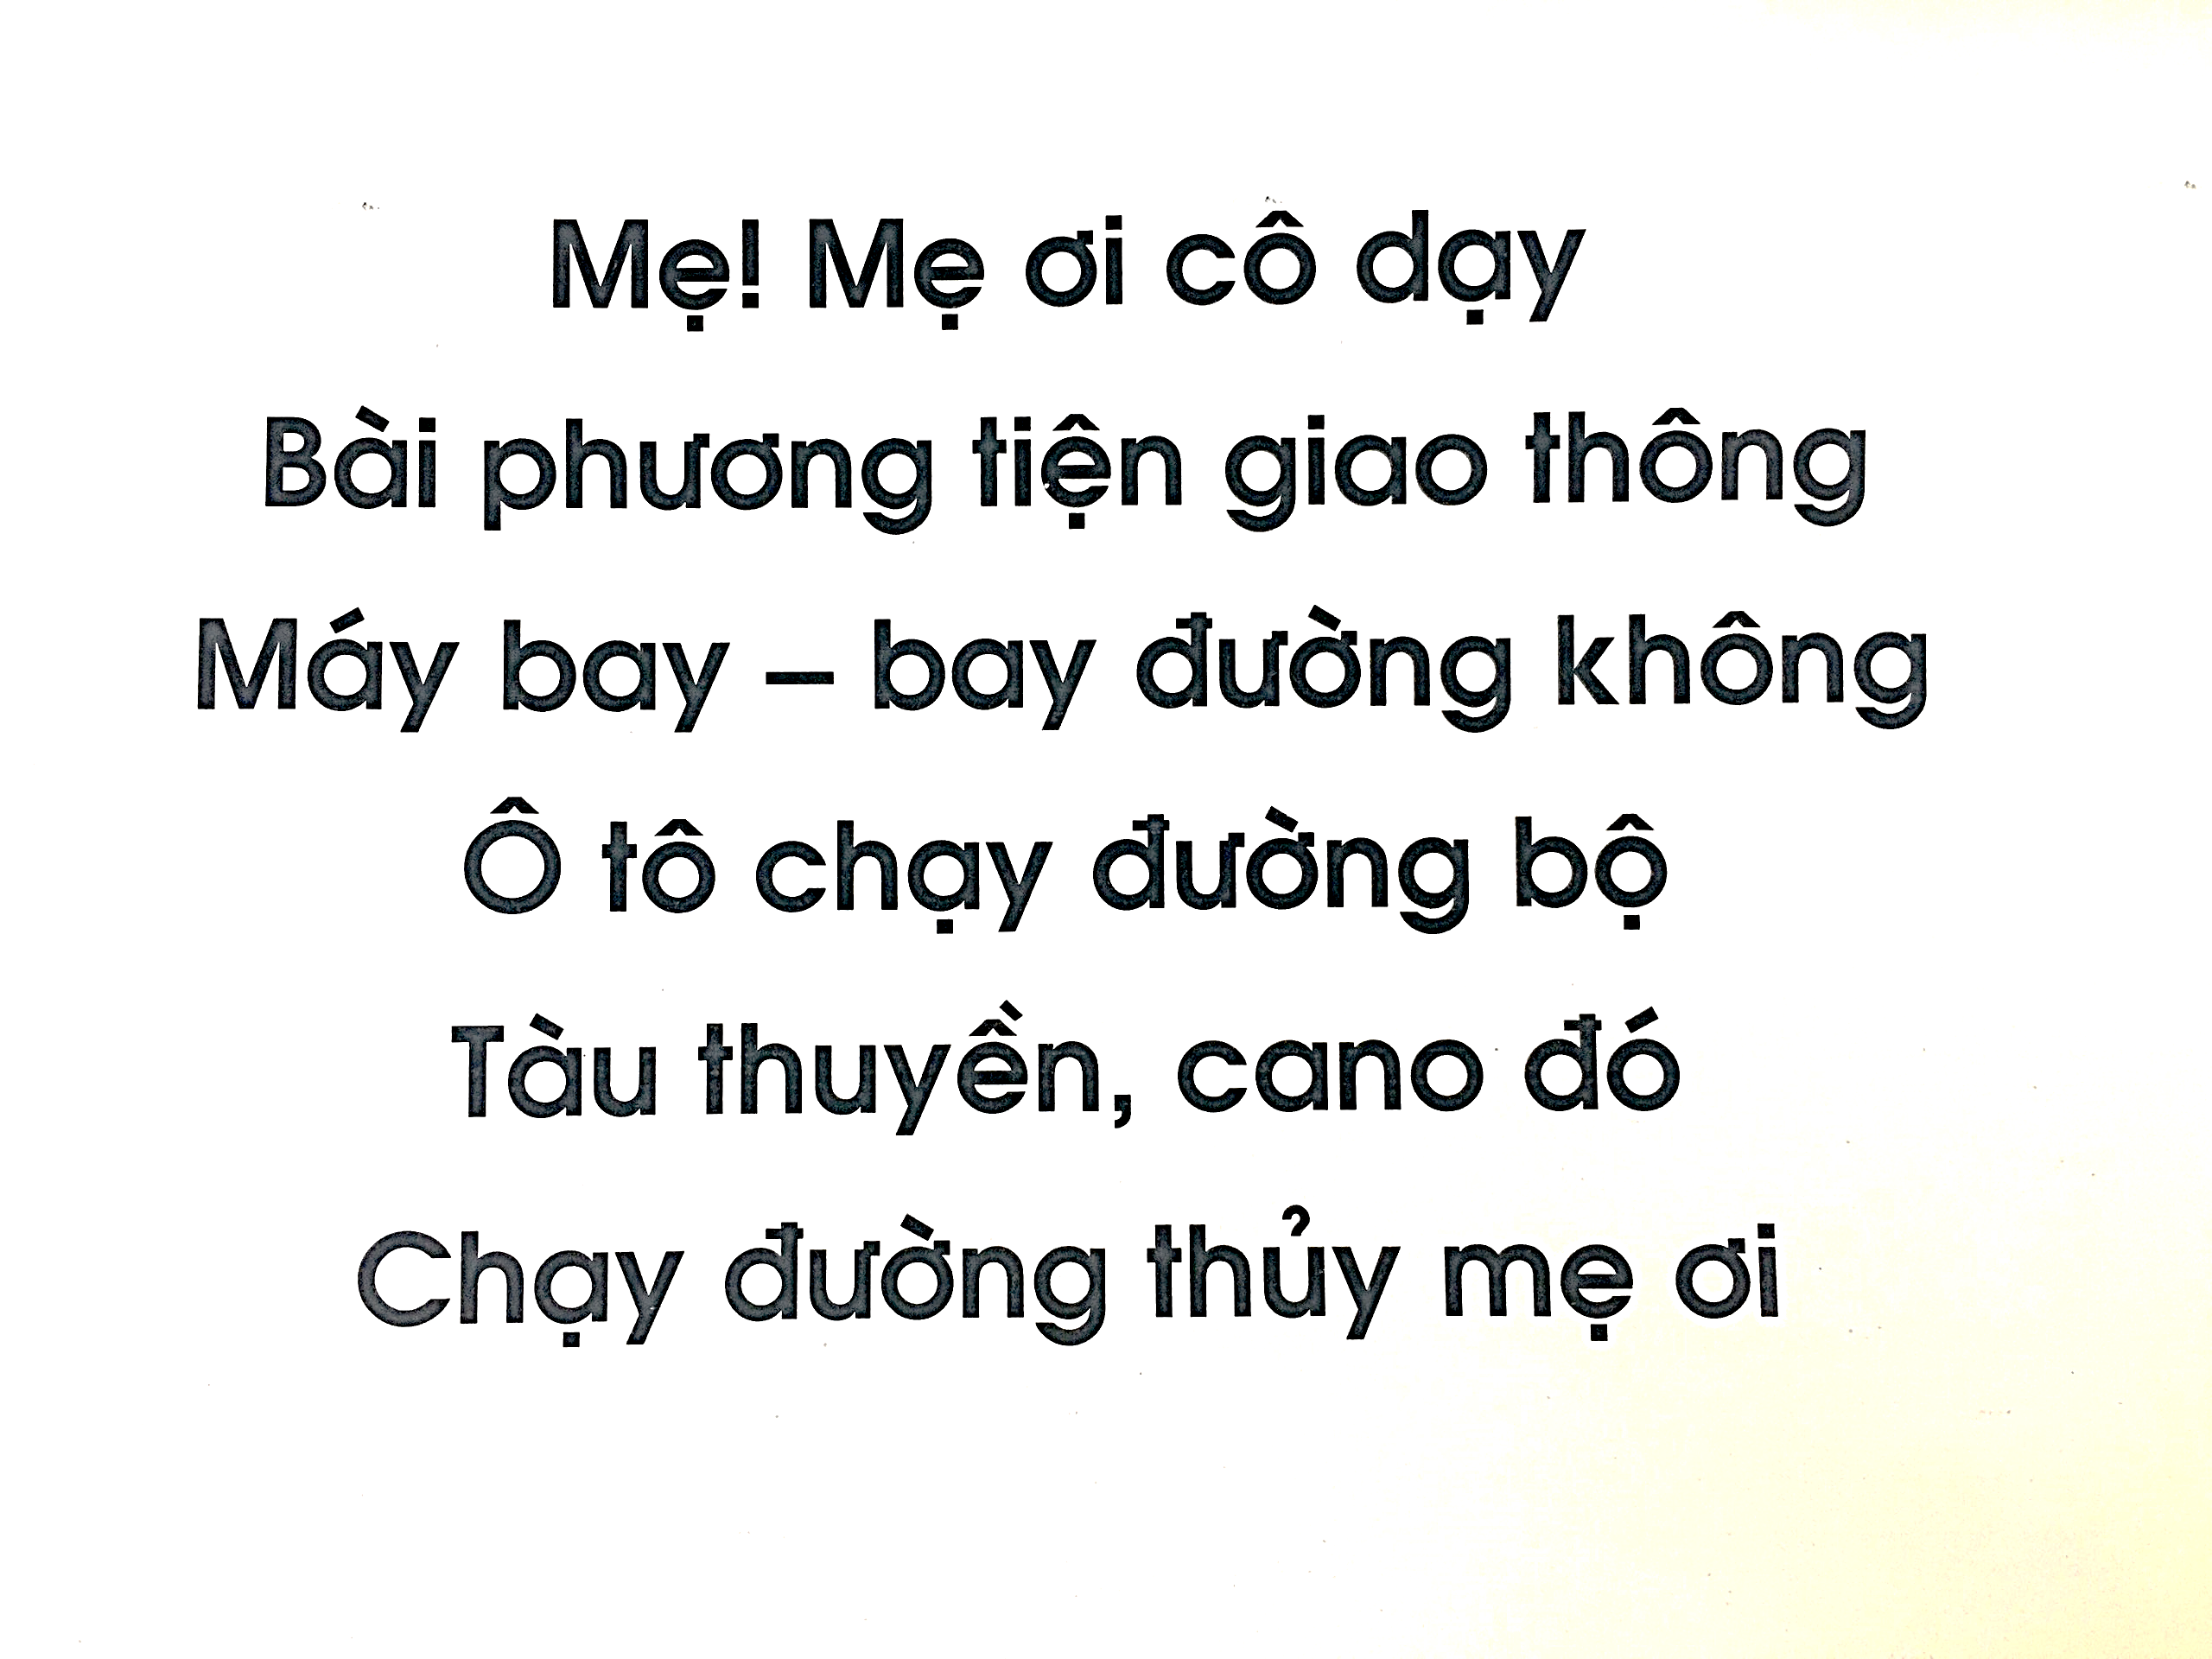 Mẹ! Mẹ ơi cô dạy
Bài phương tiện giao thông
Máy bay – bay đường không
Ô tô chạy đường bộ
Tàu thuyền, cano đó
Chạy đường thủy mẹ ơi